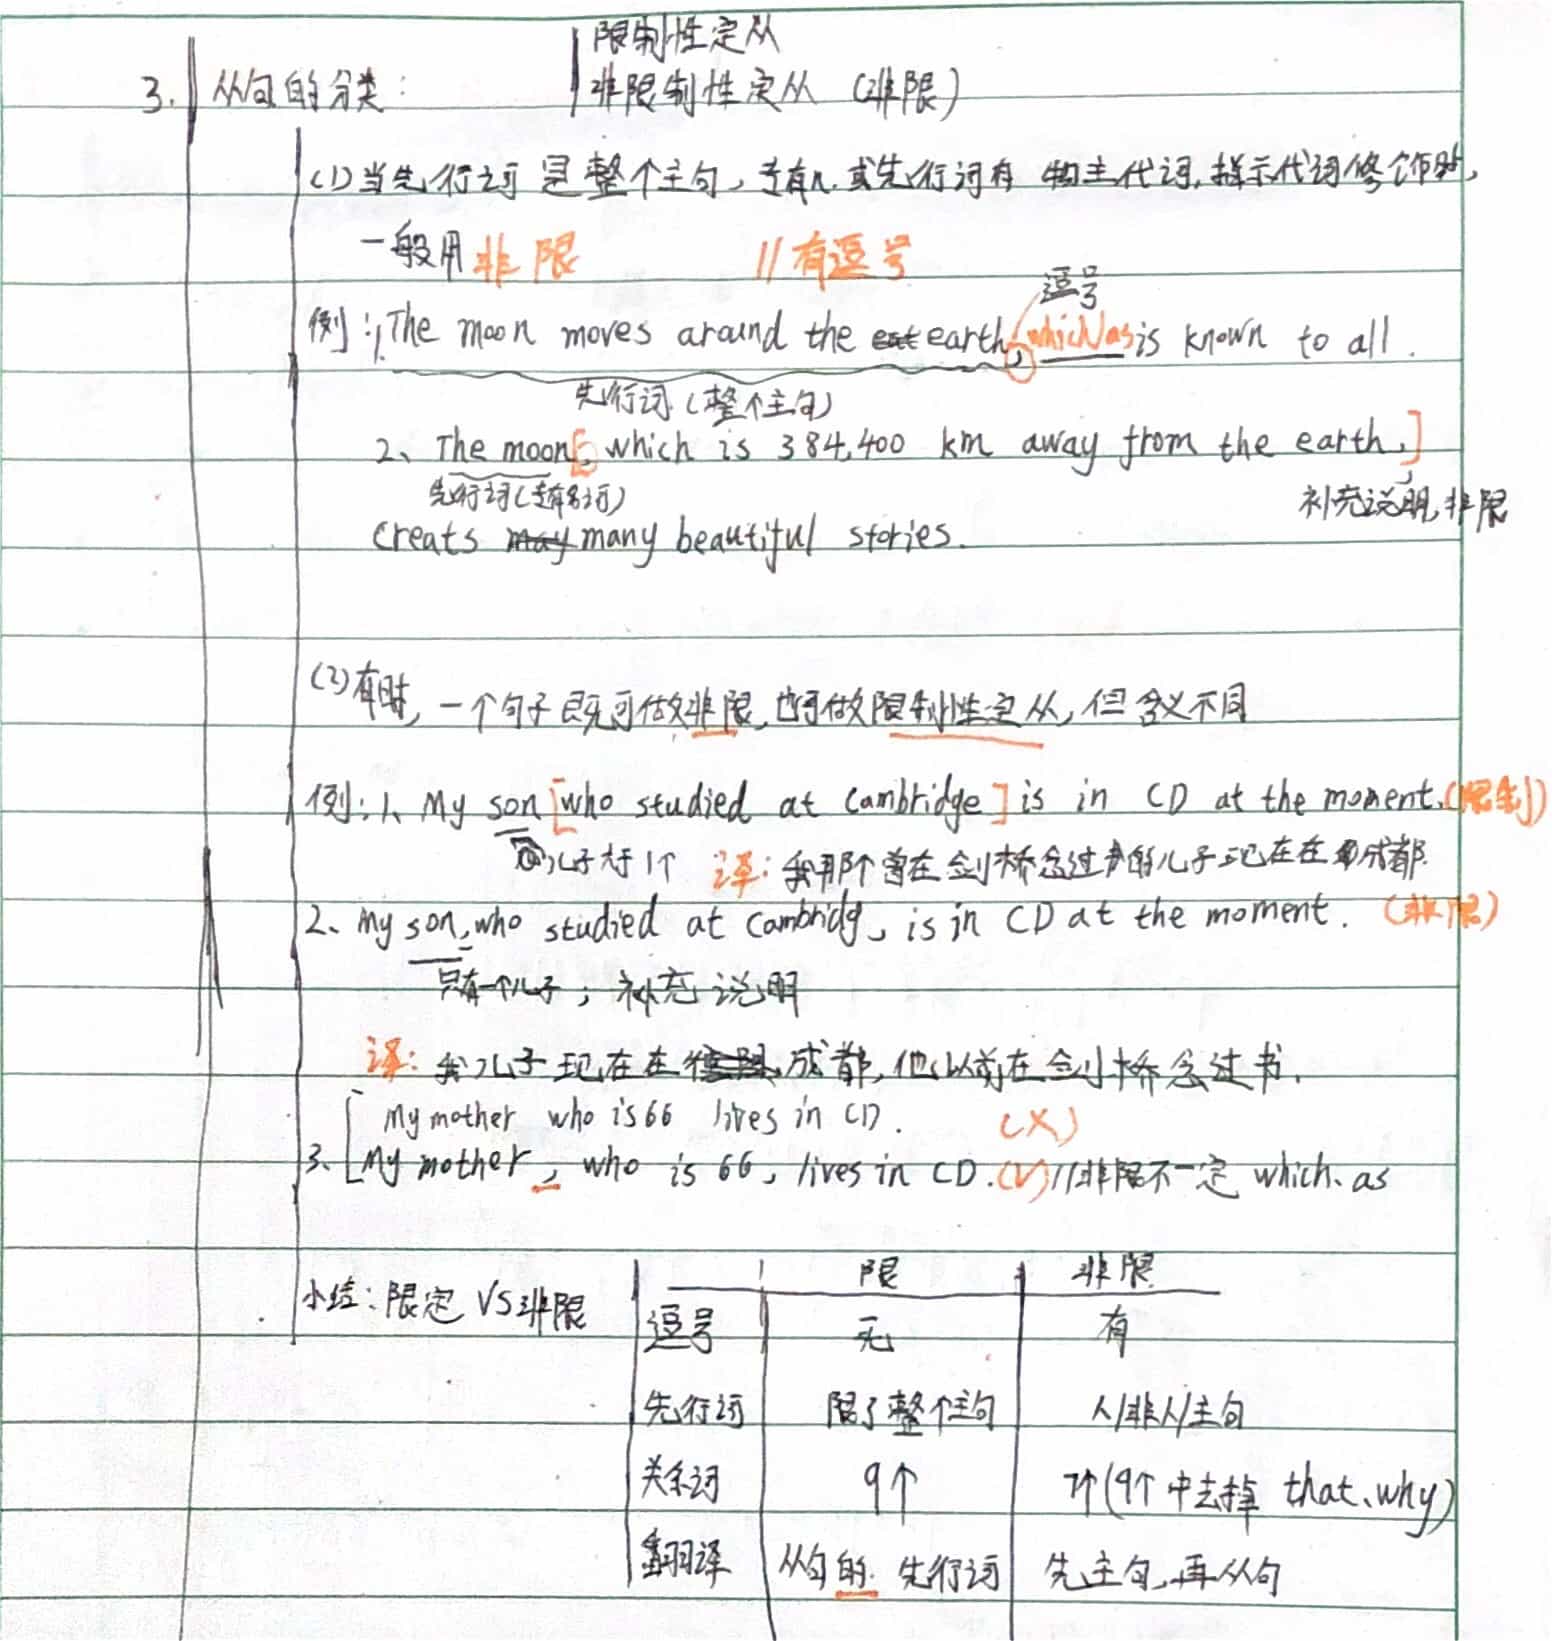 限制性定从
3. 从句的分类: 非限制性定从 (非限)
(1)当先行词是整个主句, 专有n. 或先行词有 物主代词, 指示代词修饰时,
一般用 非限 // 有逗号
逗号
例: 1、The moon moves around the earth, which/as is known to all.
先行词 (整个主句)
2、The moon[, which is 384,400 km away from the earth,]
先行词(专有名词) 补充说明, 非限
creats many beautiful stories.
(2)有时, 一个句子既可做非限, 也可做限制性定从, 但含义不同
例: 1、My son [who studied at Cambridge] is in CD at the moment. (限制)
儿子大于1个 译: 我那个曾在剑桥念过书的儿子现在在成都
2、My son, who studied at Cambridg, is in CD at the moment. (非限)
只有一个儿子; 补充说明
译: 我儿子现在在成都, 他以前在剑桥念过书.
My mother who is 66 lives in CD. (×)
3、My mother, who is 66, lives in CD. (√) //非限不一定 which、as
限 非限
小结: 限定 VS 非限 逗号 无 有
先行词 限了整个主句 人/非人/主句
关系词 9个 7个(9个中去掉 that、why)
翻译 从句的 先行词 先主句, 再从句